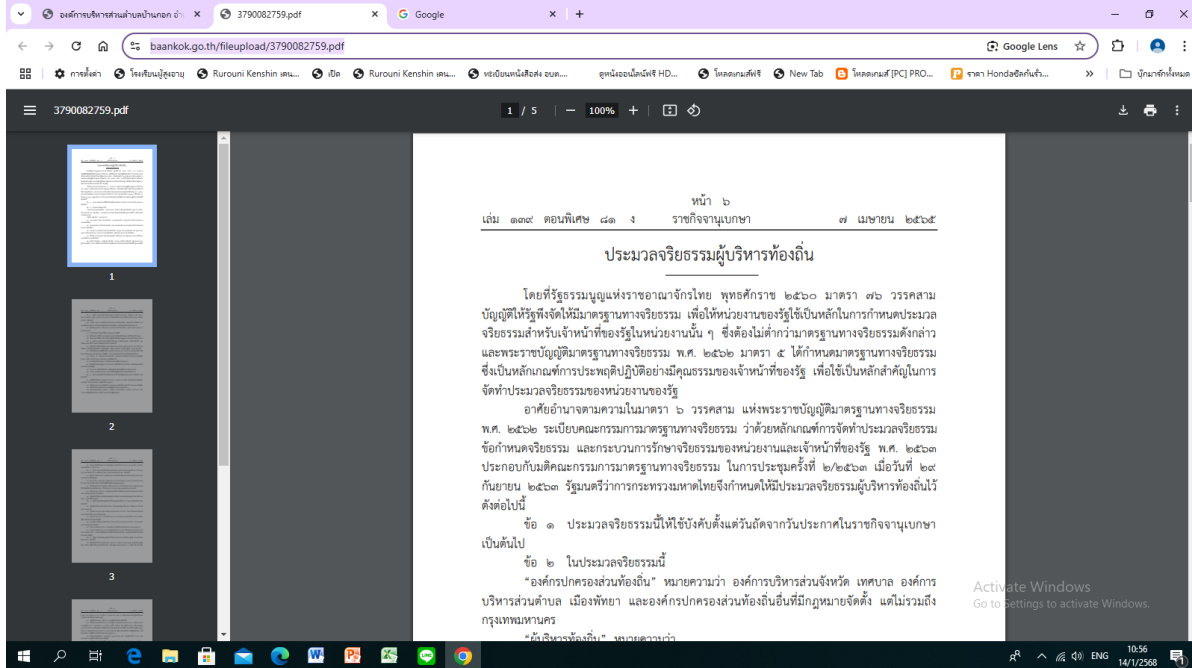 องค์การบริหารส่วนตำบลบ้านกอก อำ
3790082759.pdf
Google
baankok.go.th/fileupload/3790082759.pdf
Google Lens
การตั้งค่า
โรงเรียนผู้สูงอายุ
Rurouni Kenshin เคน...
เปิด
Rurouni Kenshin เคน...
ทะเบียนหนังสือส่ง อบต....
ดูหนังออนไลน์ฟรี HD...
โหลดเกมส์ฟรี
New Tab
โหลดเกมส์ [PC] PRO...
ราคา Hondaซีลกันรั่ว...
บุ๊กมาร์กทั้งหมด
3790082759.pdf
1 / 5
100%
1
2
3
หน้า ๖
เล่ม ๑๓๙ ตอนพิเศษ ๘๑ ง ราชกิจจานุเบกษา ๗ เมษายน ๒๕๖๕
ประมวลจริยธรรมผู้บริหารท้องถิ่น
โดยที่รัฐธรรมนูญแห่งราชอาณาจักรไทย พุทธศักราช ๒๕๖๐ มาตรา ๗๖ วรรคสาม
บัญญัติให้รัฐพึงจัดให้มีมาตรฐานทางจริยธรรม เพื่อให้หน่วยงานของรัฐใช้เป็นหลักในการกำหนดประมวล
จริยธรรมสำหรับเจ้าหน้าที่ของรัฐในหน่วยงานนั้น ๆ ซึ่งต้องไม่ต่ำกว่ามาตรฐานทางจริยธรรมดังกล่าว
และพระราชบัญญัติมาตรฐานทางจริยธรรม พ.ศ. ๒๕๖๒ มาตรา ๕ ได้กำหนดมาตรฐานทางจริยธรรม
ซึ่งเป็นหลักเกณฑ์การประพฤติปฏิบัติอย่างมีคุณธรรมของเจ้าหน้าที่ของรัฐ เพื่อใช้เป็นหลักสำคัญในการ
จัดทำประมวลจริยธรรมของหน่วยงานของรัฐ
อาศัยอำนาจตามความในมาตรา ๖ วรรคสาม แห่งพระราชบัญญัติมาตรฐานทางจริยธรรม
พ.ศ. ๒๕๖๒ ระเบียบคณะกรรมการมาตรฐานทางจริยธรรม ว่าด้วยหลักเกณฑ์การจัดทำประมวลจริยธรรม
ข้อกำหนดจริยธรรม และกระบวนการรักษาจริยธรรมของหน่วยงานและเจ้าหน้าที่ของรัฐ พ.ศ. ๒๕๖๓
ประกอบกับมติคณะกรรมการมาตรฐานทางจริยธรรม ในการประชุมครั้งที่ ๒/๒๕๖๓ เมื่อวันที่ ๒๙
กันยายน ๒๕๖๓ รัฐมนตรีว่าการกระทรวงมหาดไทยจึงกำหนดให้มีประมวลจริยธรรมผู้บริหารท้องถิ่นไว้
ดังต่อไปนี้
ข้อ ๑ ประมวลจริยธรรมนี้ให้ใช้บังคับตั้งแต่วันถัดจากวันประกาศในราชกิจจานุเบกษา
เป็นต้นไป
ข้อ ๒ ในประมวลจริยธรรมนี้
“องค์กรปกครองส่วนท้องถิ่น” หมายความว่า องค์การบริหารส่วนจังหวัด เทศบาล องค์การ
บริหารส่วนตำบล เมืองพัทยา และองค์กรปกครองส่วนท้องถิ่นอื่นที่มีกฎหมายจัดตั้ง แต่ไม่รวมถึง
กรุงเทพมหานคร
“ผู้บริหารท้องถิ่น” หมายความว่า
Activate Windows
Go to Settings to activate Windows.
ENG
10:56
14/1/2568